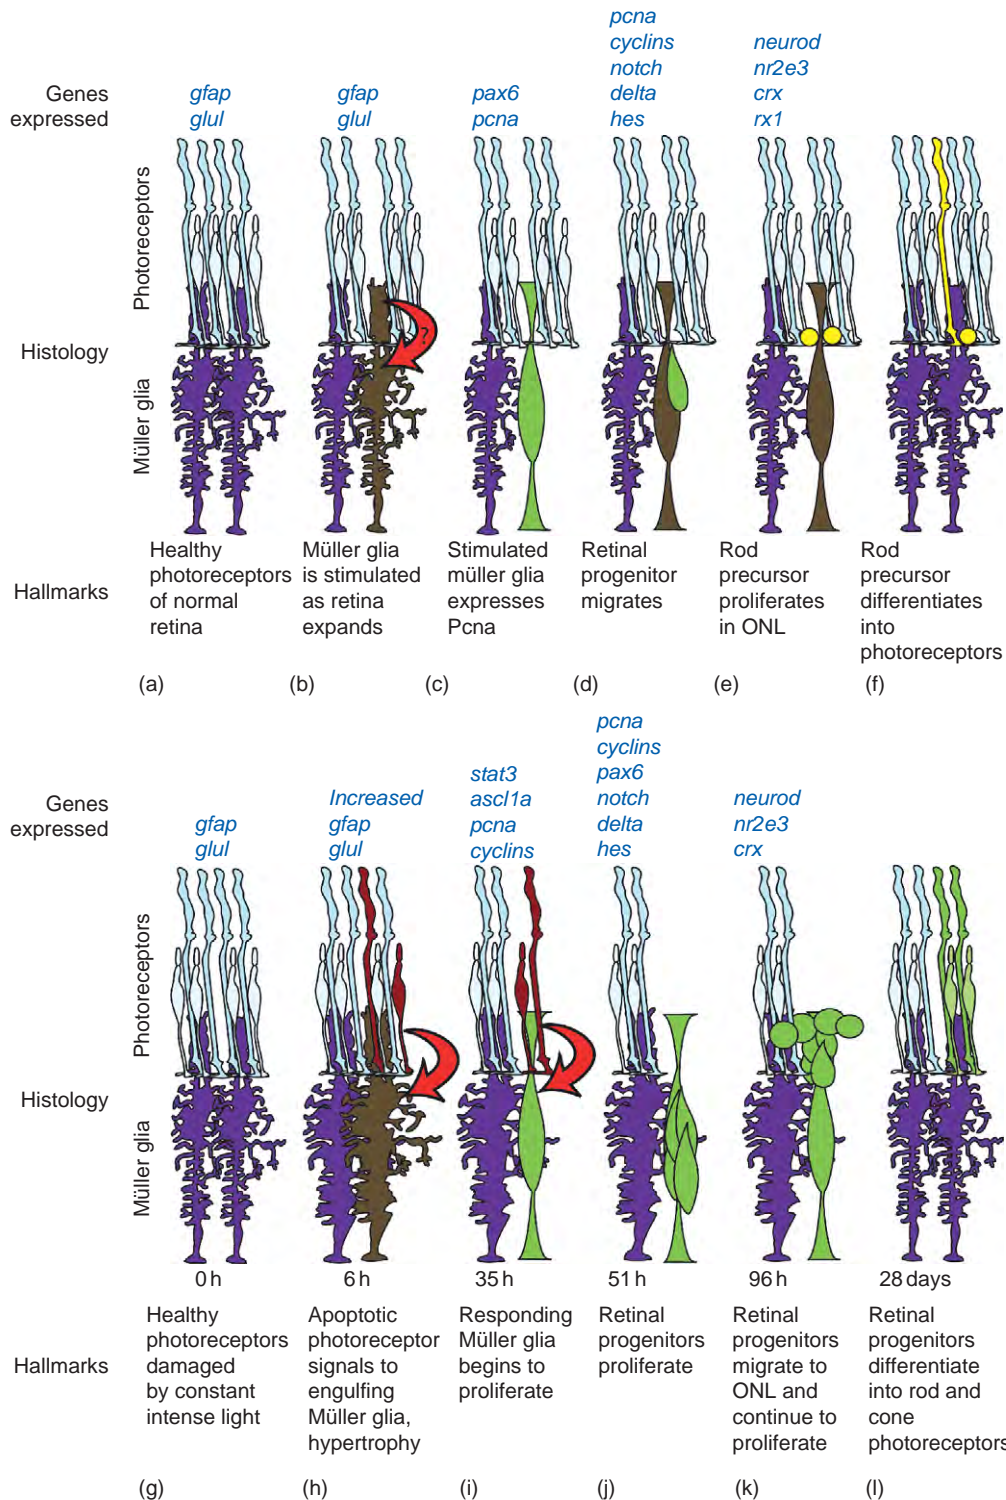 pcna
cyclins
notch
delta
hes
neurod
nr2e3
crx
rx1
Genes
expressed
gfap
glul
gfap
glul
pax6
pcna
Photoreceptors
?
Histology
Müller glia
Hallmarks
Healthy
photoreceptors
of normal
retina
Müller glia
is stimulated
as retina
expands
Stimulated
müller glia
expresses
Pcna
Retinal
progenitor
migrates
Rod
precursor
proliferates
in ONL
Rod
precursor
differentiates
into
photoreceptors
(a)
(b)
(c)
(d)
(e)
(f)
Genes
expressed
gfap
glul
Increased
gfap
glul
stat3
ascl1a
pcna
cyclins
pcna
cyclins
pax6
notch
delta
hes
neurod
nr2e3
crx
Photoreceptors
Histology
Müller glia
0 h
6 h
35 h
51 h
96 h
28 days
Hallmarks
Healthy
photoreceptors
damaged
by constant
intense light
Apoptotic
photoreceptor
signals to
engulfing
Müller glia,
hypertrophy
Responding
Müller glia
begins to
proliferate
Retinal
progenitors
proliferate
Retinal
progenitors
migrate to
ONL and
continue to
proliferate
Retinal
progenitors
differentiate
into rod and
cone
photoreceptors
(g)
(h)
(i)
(j)
(k)
(l)